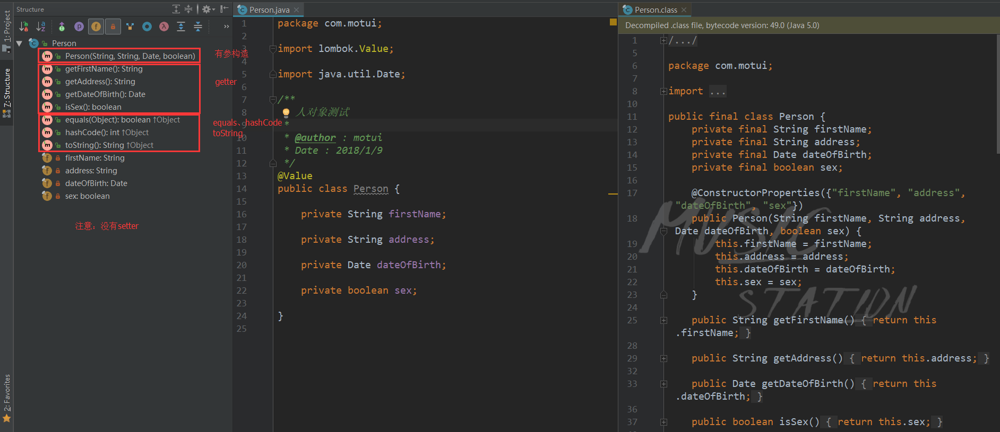 Structure
1: Project
7: Structure
2: Favorites
Person
Person(String, String, Date, boolean)
有参构造
getFirstName(): String
getAddress(): String
getter
getDateOfBirth(): Date
isSex(): boolean
equals(Object): boolean ↑Object
equals、hashCode
hashCode(): int ↑Object
toString
toString(): String ↑Object
firstName: String
address: String
dateOfBirth: Date
sex: boolean
注意：没有setter
Person.java
1 package com.motui;
2
3 import lombok.Value;
4
5 import java.util.Date;
6
7 /**
8 人对象测试
9 *
10 * @author : motui
11 * Date : 2018/1/9
12 */
13 @Value
14 public class Person {
15
16 private String firstName;
17
18 private String address;
19
20 private Date dateOfBirth;
21
22 private boolean sex;
23
24 }
25
Person.class
Decompiled .class file, bytecode version: 49.0 (Java 5.0)
1 /.../
5
6 package com.motui;
7
8 import ...
10
11 public final class Person {
12 private final String firstName;
13 private final String address;
14 private final Date dateOfBirth;
15 private final boolean sex;
16
17 @ConstructorProperties({"firstName", "address",
"dateOfBirth", "sex"})
18 public Person(String firstName, String address,
Date dateOfBirth, boolean sex) {
19 this.firstName = firstName;
20 this.address = address;
21 this.dateOfBirth = dateOfBirth;
22 this.sex = sex;
23 }
24
25 public String getFirstName() { return this
.firstName; }
28
29 public String getAddress() { return this.address; }
32
33 public Date getDateOfBirth() { return this
.dateOfBirth; }
36
37 public boolean isSex() { return this.sex; }
MUSIC
STATION